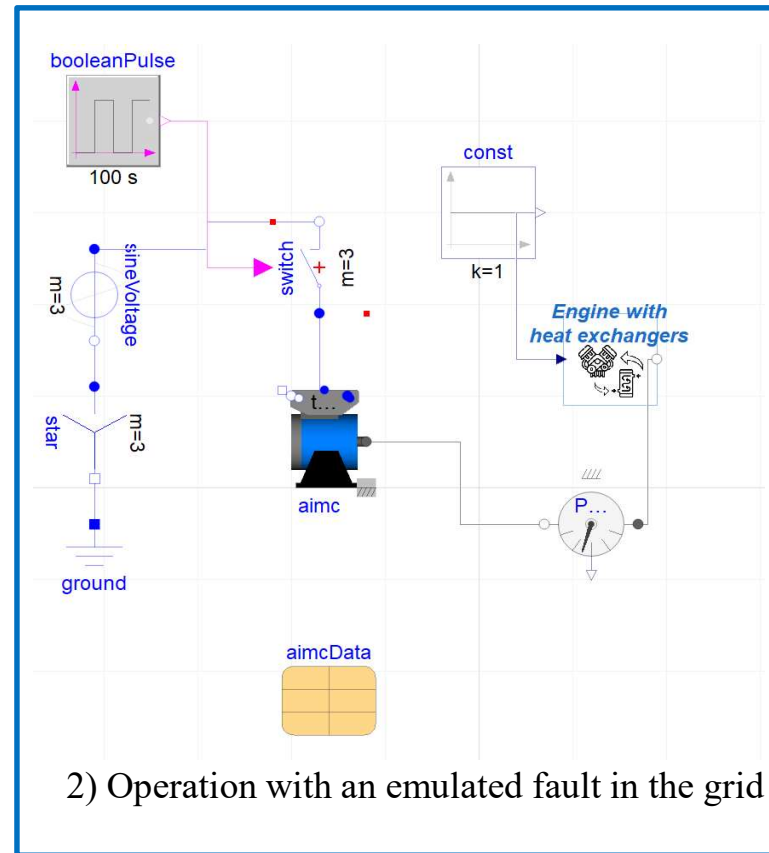 booleanPulse
100 s
const
k=1
sineVoltage
m=3
switch
m=3
Engine with
heat exchangers
star
m=3
t...
aimc
P...
ground
aimcData
2) Operation with an emulated fault in the grid